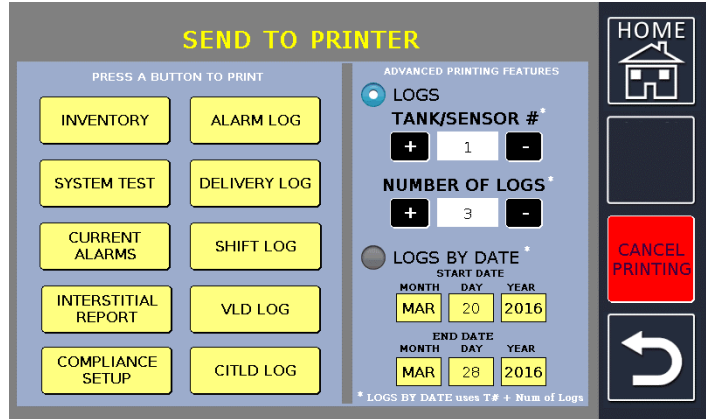 SEND TO PRINTER
PRESS A BUTTON TO PRINT
INVENTORY
ALARM LOG
SYSTEM TEST
DELIVERY LOG
CURRENT
ALARMS
SHIFT LOG
INTERSTITIAL
REPORT
VLD LOG
COMPLIANCE
SETUP
CITLD LOG
ADVANCED PRINTING FEATURES
LOGS
TANK/SENSOR #*
+ 1 -
NUMBER OF LOGS*
+ 3 -
LOGS BY DATE *
START DATE
MONTH DAY YEAR
MAR 20 2016
END DATE
MONTH DAY YEAR
MAR 28 2016
* LOGS BY DATE uses T# + Num of Logs
HOME
CANCEL
PRINTING